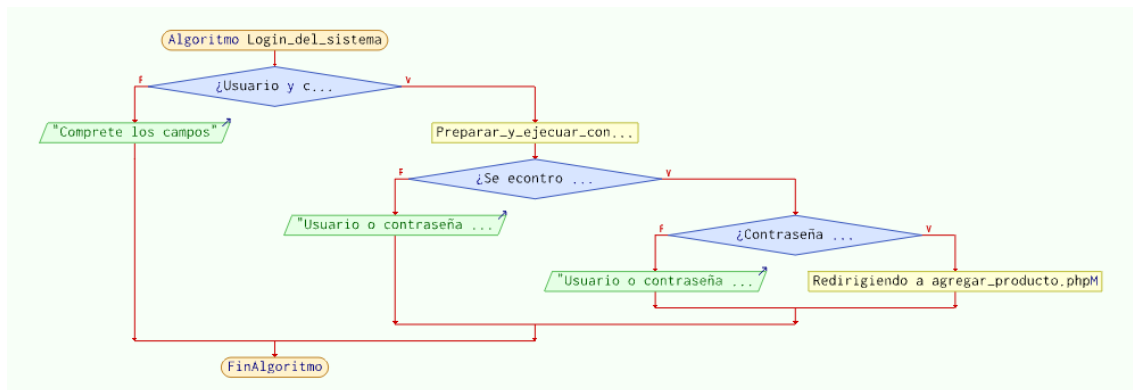 Algoritmo Login_del_sistema
F
¿Usuario y c...
V
"Comprete los campos"
Preparar_y_ejecuar_con...
F
¿Se econtro ...
V
"Usuario o contraseña ...
F
¿Contraseña ...
V
"Usuario o contraseña ...
Redirigiendo a agregar_producto.phpM
FinAlgoritmo